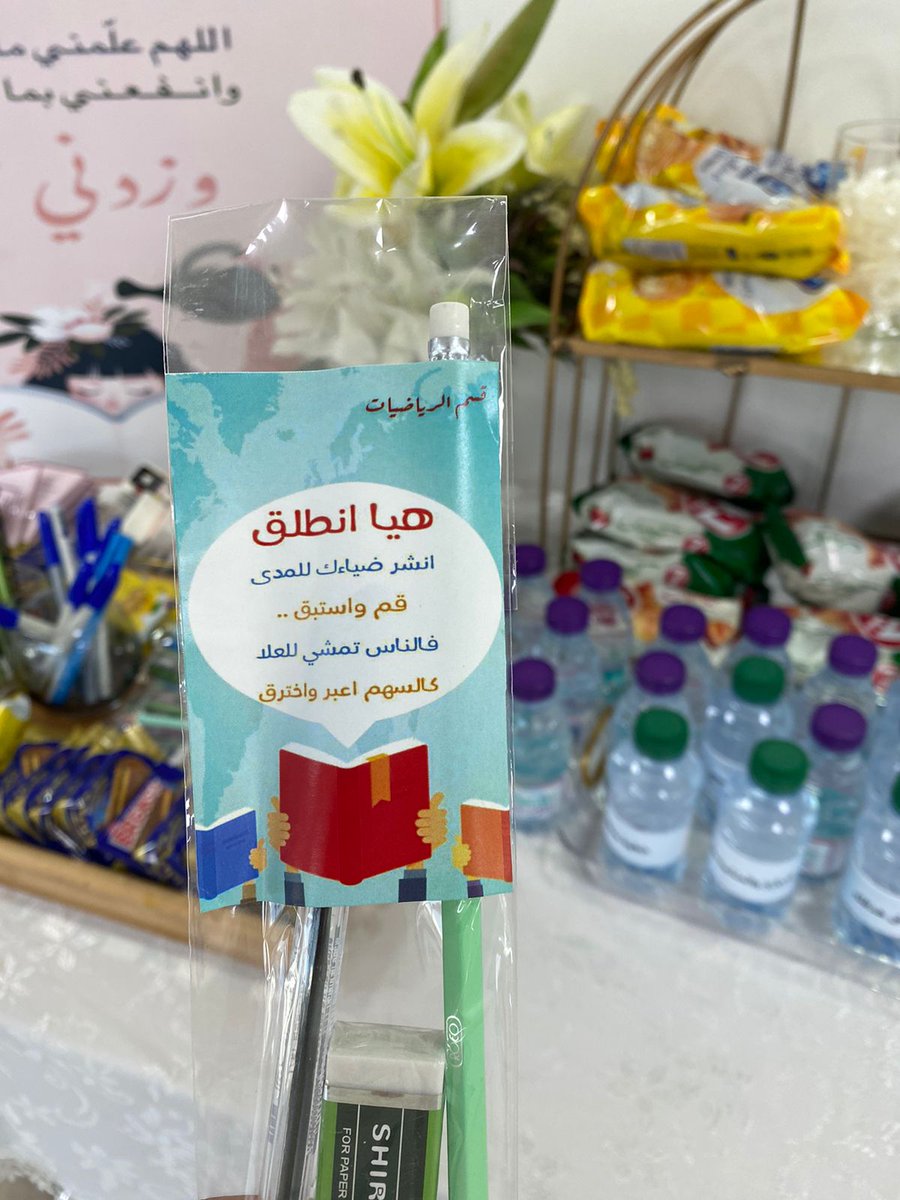 اللهم علّمني
وانفعني بما
وزدني
قسم الرياضيات
هيا انطلق
انشر ضياءك للمدى
قم واستبق ..
فالناس تمشي للعلا
كالسهم اعبر واخترق
FOR PAPER